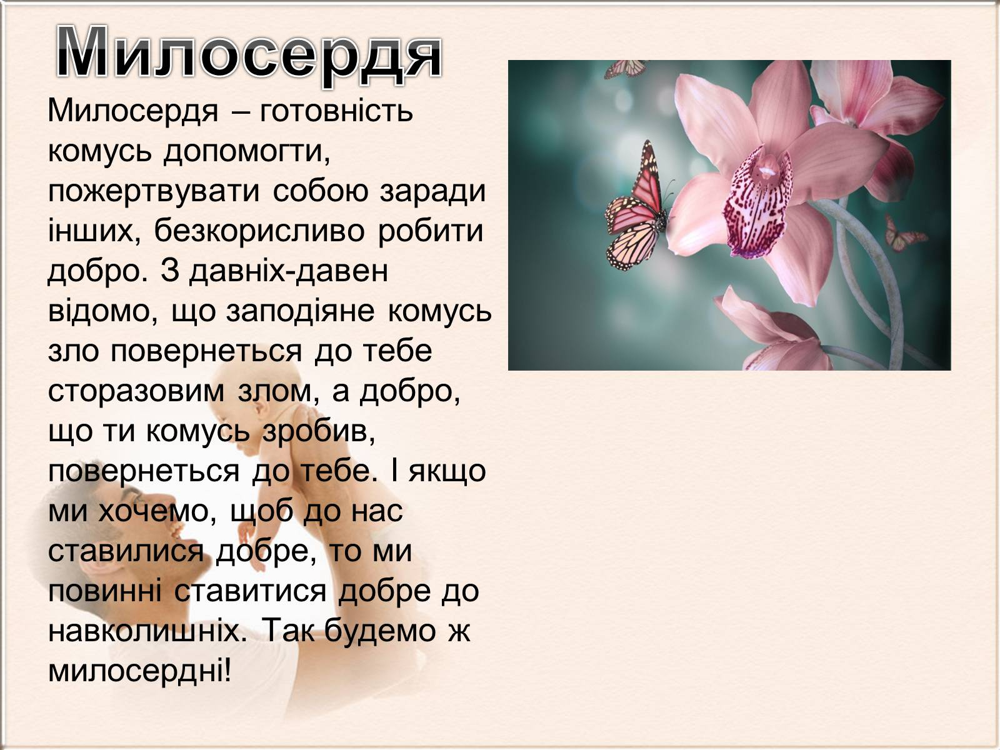 Милосердя
Милосердя – готовність
комусь допомогти,
пожертвувати собою заради
інших, безкорисливо робити
добро. З давніх-давен
відомо, що заподіяне комусь
зло повернеться до тебе
сторазовим злом, а добро,
що ти комусь зробив,
повернеться до тебе. І якщо
ми хочемо, щоб до нас
ставилися добре, то ми
повинні ставитися добре до
навколишніх. Так будемо ж
милосердні!